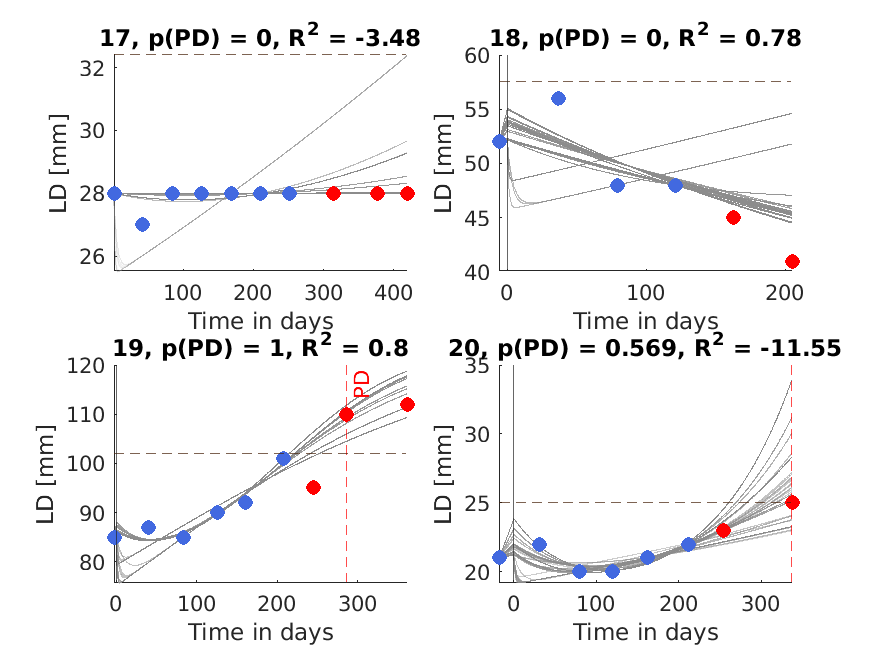 17, p(PD) = 0, R² = -3.48
32
30
28
26
LD [mm]
100
200
300
400
Time in days
18, p(PD) = 0, R² = 0.78
60
55
50
45
40
LD [mm]
0
100
200
Time in days
19, p(PD) = 1, R² = 0.8
120
110
100
90
80
LD [mm]
PD
0
100
200
300
Time in days
20, p(PD) = 0.569, R² = -11.55
35
30
25
20
LD [mm]
0
100
200
300
Time in days